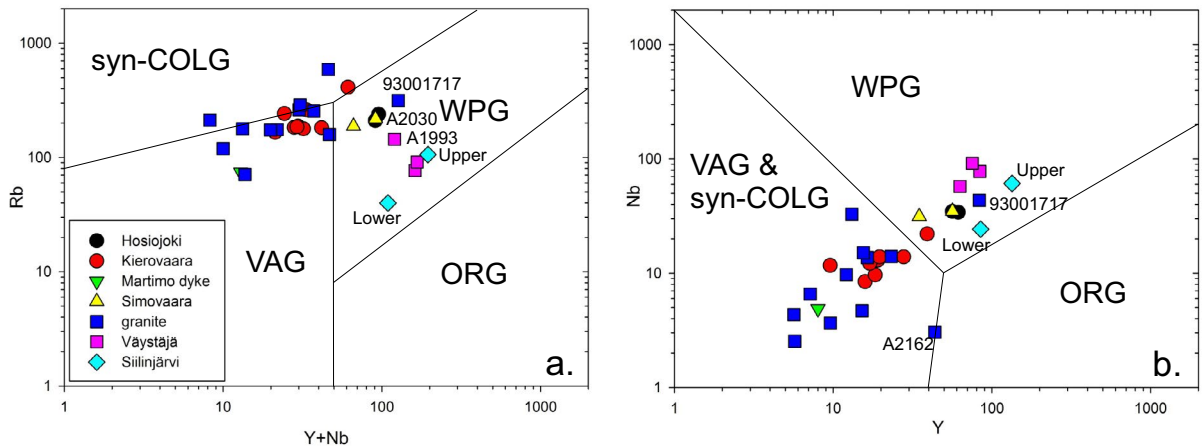 syn-COLG
WPG
VAG
ORG
93001717
A2030
A1993
Upper
Lower
a.
Hosiojoki
Kierovaara
Martimo dyke
Simovaara
granite
Väystäjä
Siilinjärvi
Rb
1000
100
10
1
1
10
100
1000
Y+Nb
WPG
VAG &
syn-COLG
ORG
Upper
93001717
Lower
A2162
b.
Nb
1000
100
10
1
1
10
100
1000
Y